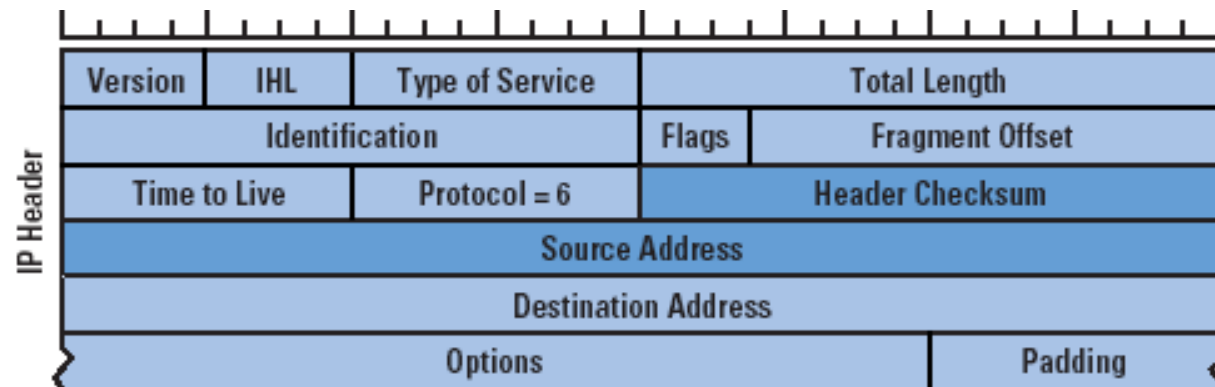 Version IHL Type of Service Total Length
Identification Flags Fragment Offset
Time to Live Protocol = 6 Header Checksum
Source Address
Destination Address
Options Padding
IP Header